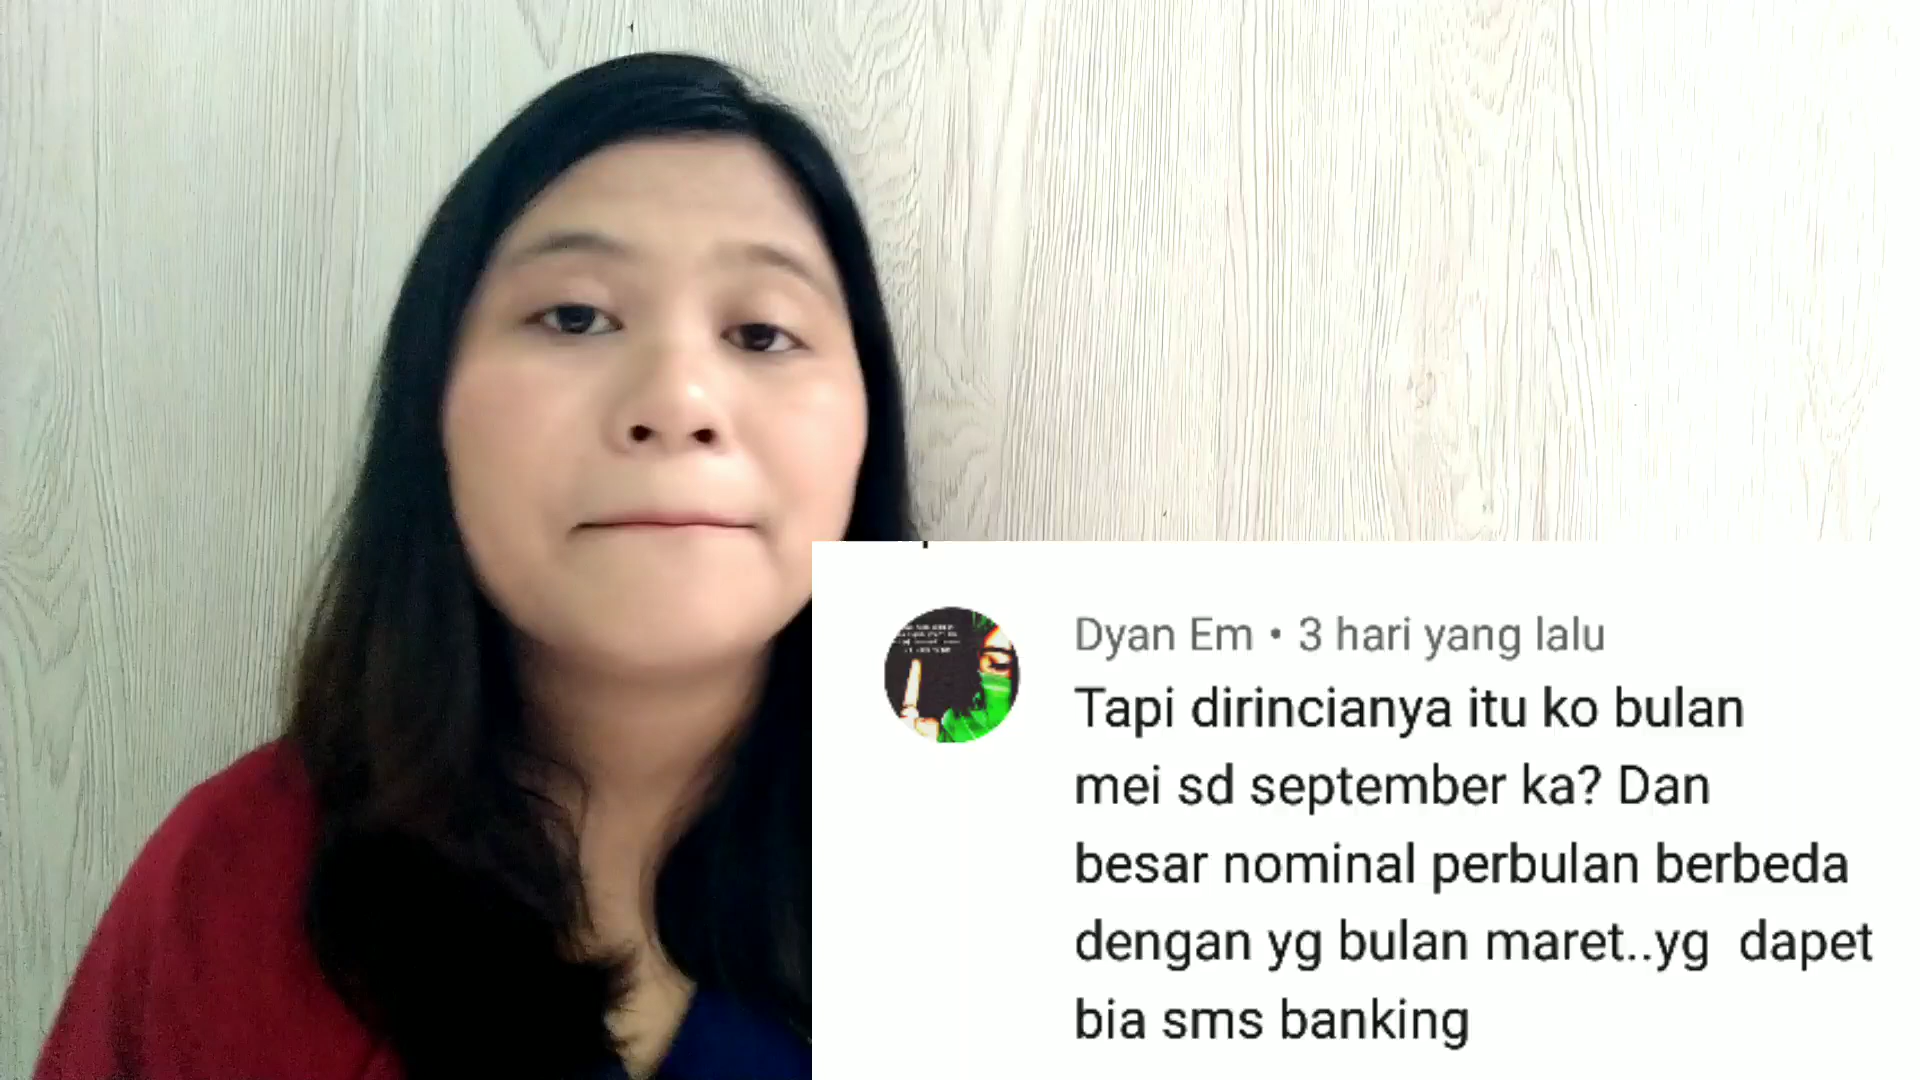 Dyan Em • 3 hari yang lalu
Tapi dirincianya itu ko bulan
mei sd september ka? Dan
besar nominal perbulan berbeda
dengan yg bulan maret..yg dapet
bia sms banking